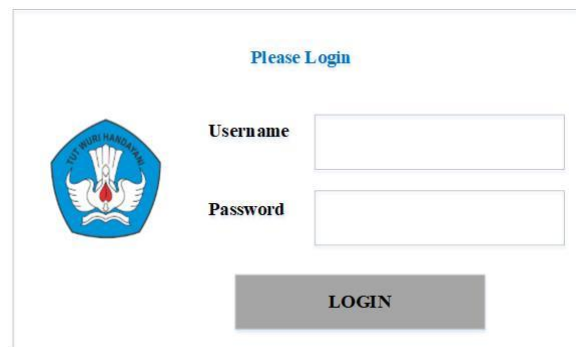 Please Login
TUT WURI HANDAYANI
Username
Password
LOGIN